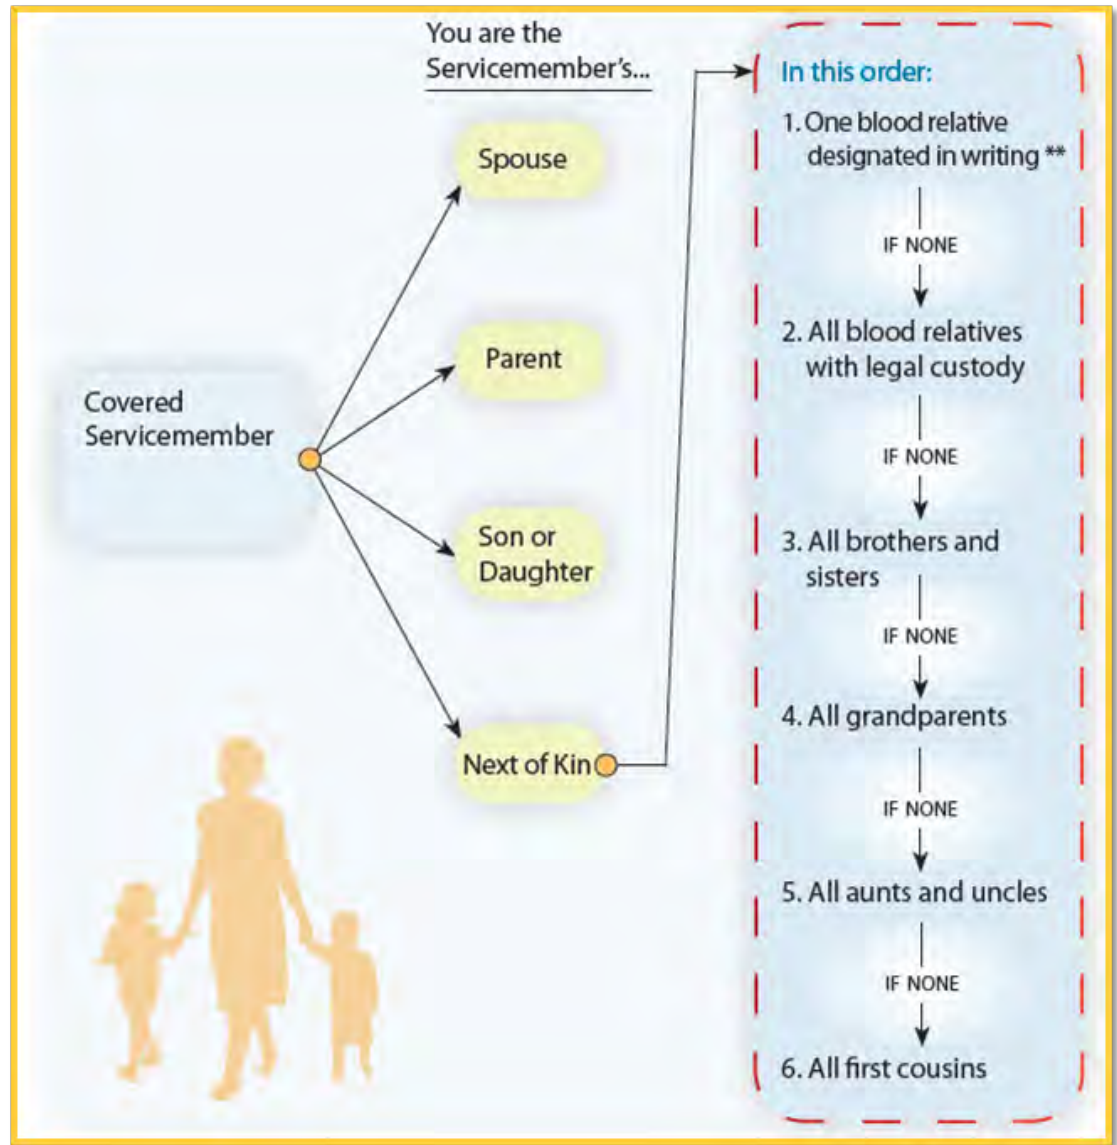 You are the
Servicemember's...
Spouse
Parent
Covered
Servicemember
Son or
Daughter
Next of Kin
In this order:
1. One blood relative
designated in writing **
IF NONE
2. All blood relatives
with legal custody
IF NONE
3. All brothers and
sisters
IF NONE
4. All grandparents
IF NONE
5. All aunts and uncles
IF NONE
6. All first cousins